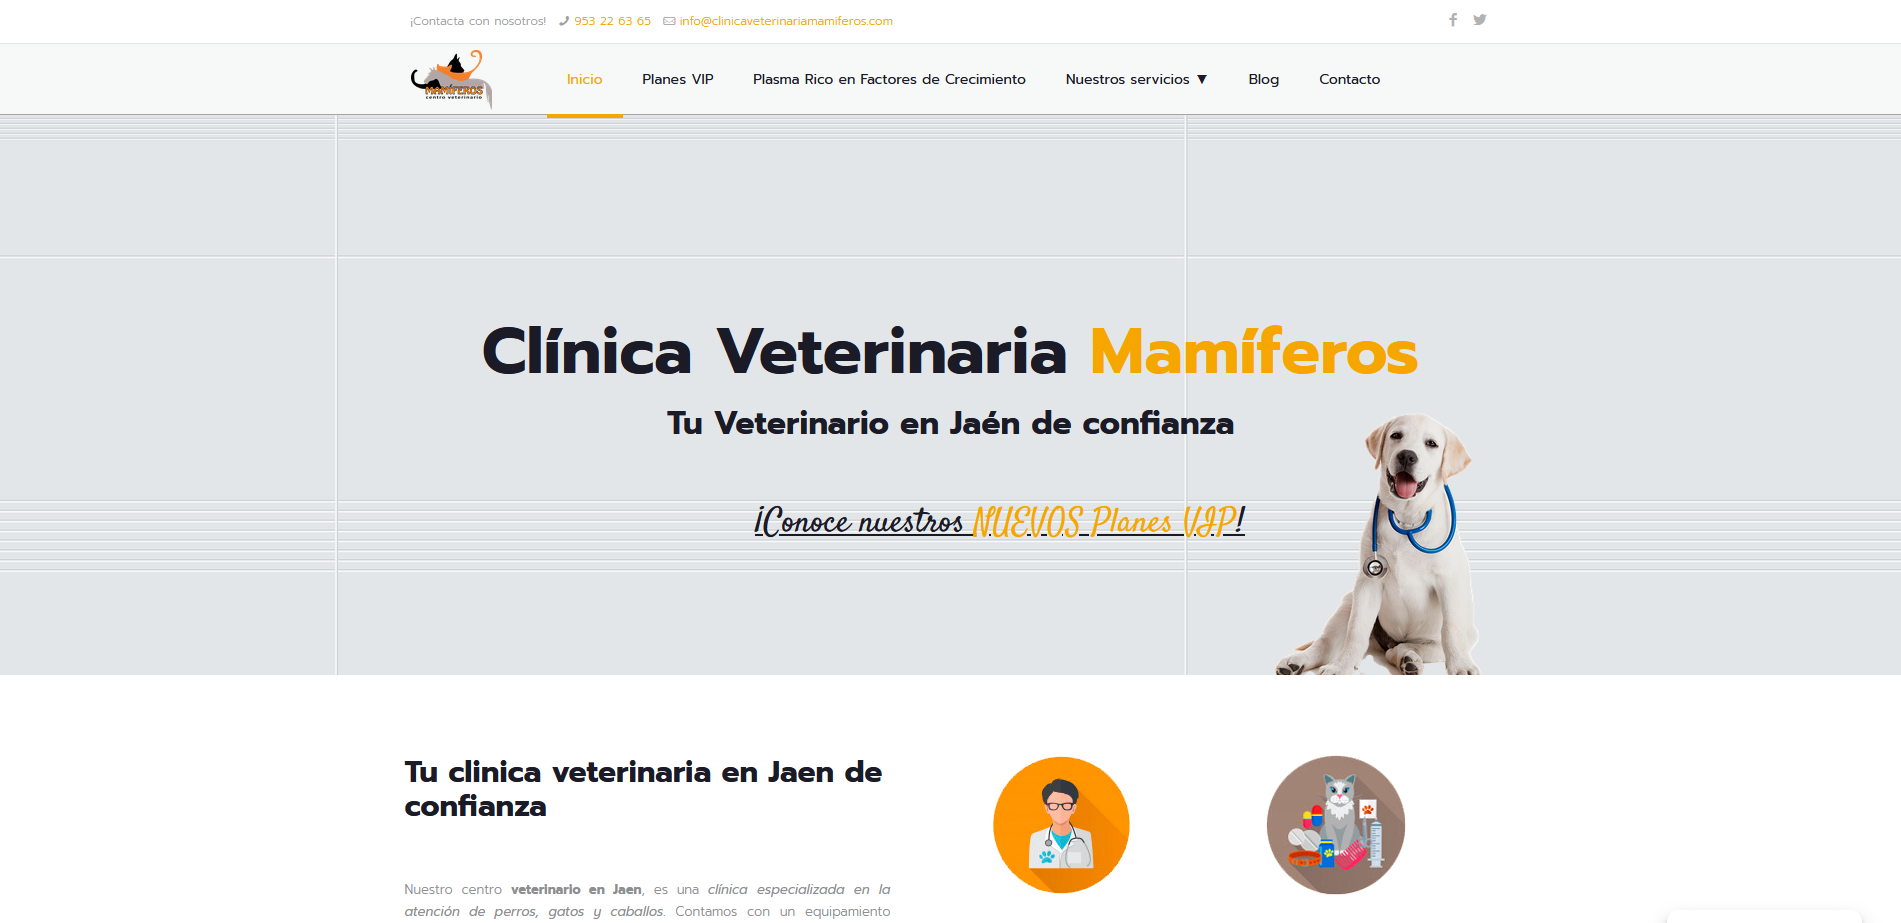 ¡Contacta con nosotros! 953 22 63 65 info@clinicaveterinariamamiferos.com
MAMÍFEROS
centro veterinario
Inicio Planes VIP Plasma Rico en Factores de Crecimiento Nuestros servicios ▼ Blog Contacto
Clínica Veterinaria Mamíferos
Tu Veterinario en Jaén de confianza
¡Conoce nuestros NUEVOS Planes VIP!
Tu clinica veterinaria en Jaen de
confianza
Nuestro centro veterinario en Jaen, es una clínica especializada en la
atención de perros, gatos y caballos. Contamos con un equipamiento